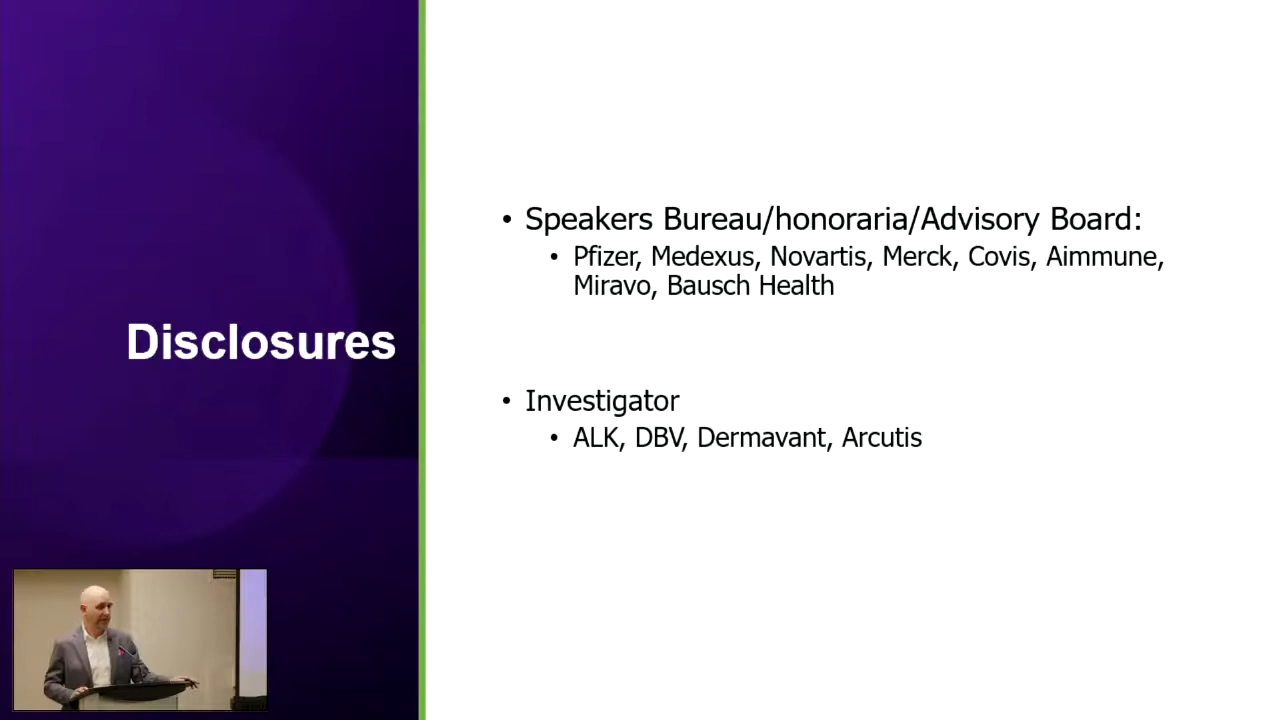 Disclosures
• Speakers Bureau/honoraria/Advisory Board:
• Pfizer, Medexus, Novartis, Merck, Covis, Aimmune,
Miravo, Bausch Health
• Investigator
• ALK, DBV, Dermavant, Arcutis